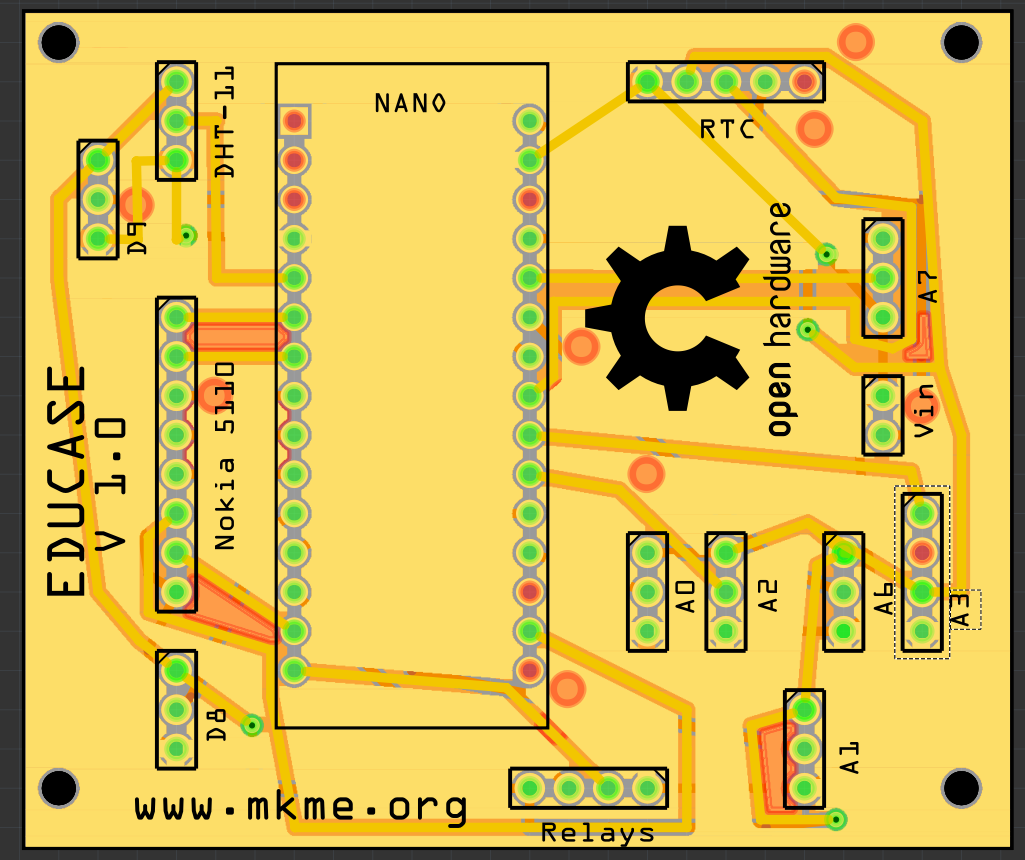 NANO
DHT-11
RTC
D9
open hardware
A7
Nokia 5110
Vin
EDUCASE
V 1.0
A0
A2
A6
A3
D8
A1
www.mkme.org
Relays